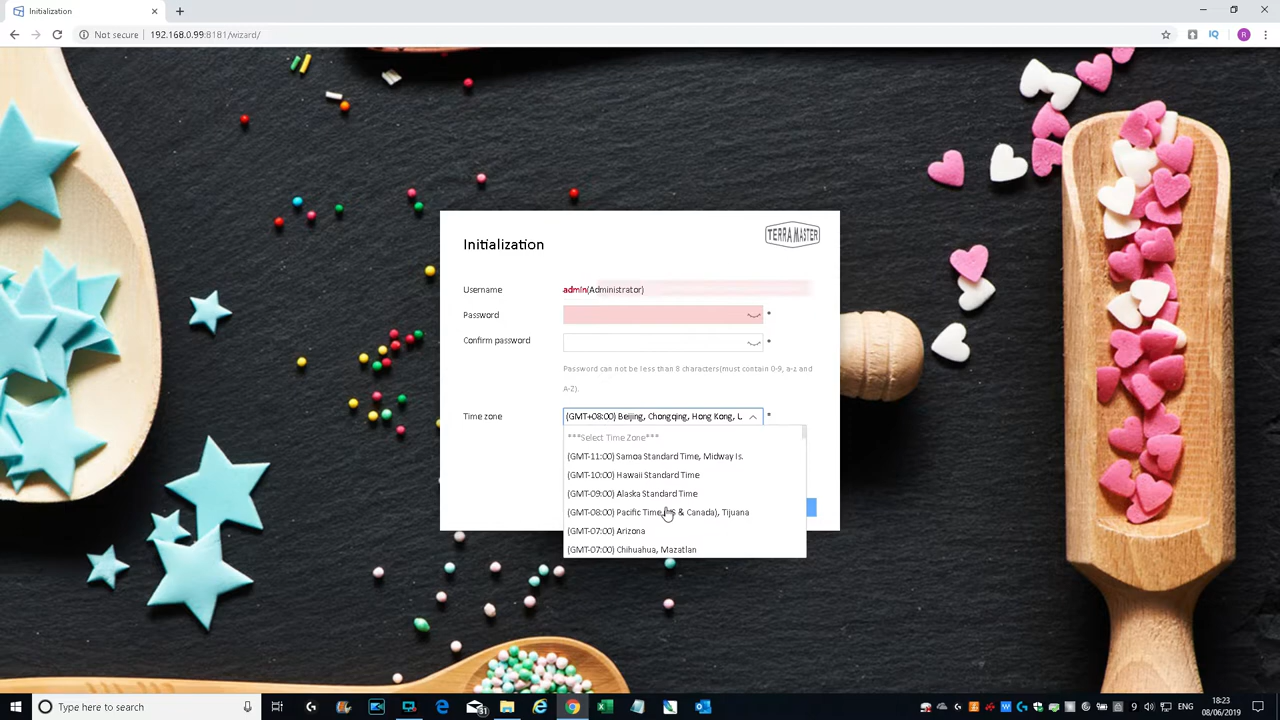 Initialization
Not secure
192.168.0.99:8181/wizard/
R
Initialization
TERRAMASTER
Username
admin(Administrator)
Password
*
Confirm password
*
Password can not be less than 8 characters(must contain 0-9, a-z and
A-Z).
Time zone
(GMT+08:00) Beijing, Chongqing, Hong Kong, U
*
***Select Time Zone***
(GMT-11:00) Samoa Standard Time, Midway Is.
(GMT-10:00) Hawaii Standard Time
(GMT-09:00) Alaska Standard Time
(GMT-08:00) Pacific Time (US & Canada), Tijuana
(GMT-07:00) Arizona
(GMT-07:00) Chihuahua, Mazatlan
Type here to search
31
ENG
18:23
08/06/2019